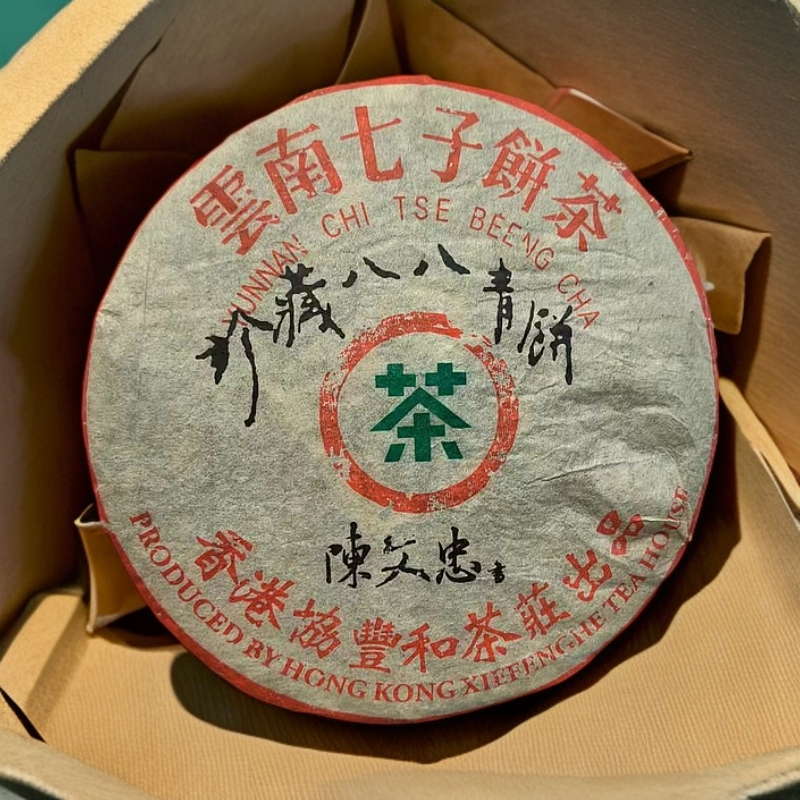 雲南七子餅茶
YUNNAN CHI TSE BEENG CHA
珍藏八八青餅
茶
陳文忠書
香港協豐和茶莊出品
PRODUCED BY HONG KONG XIEFENGHE TEA HOUSE